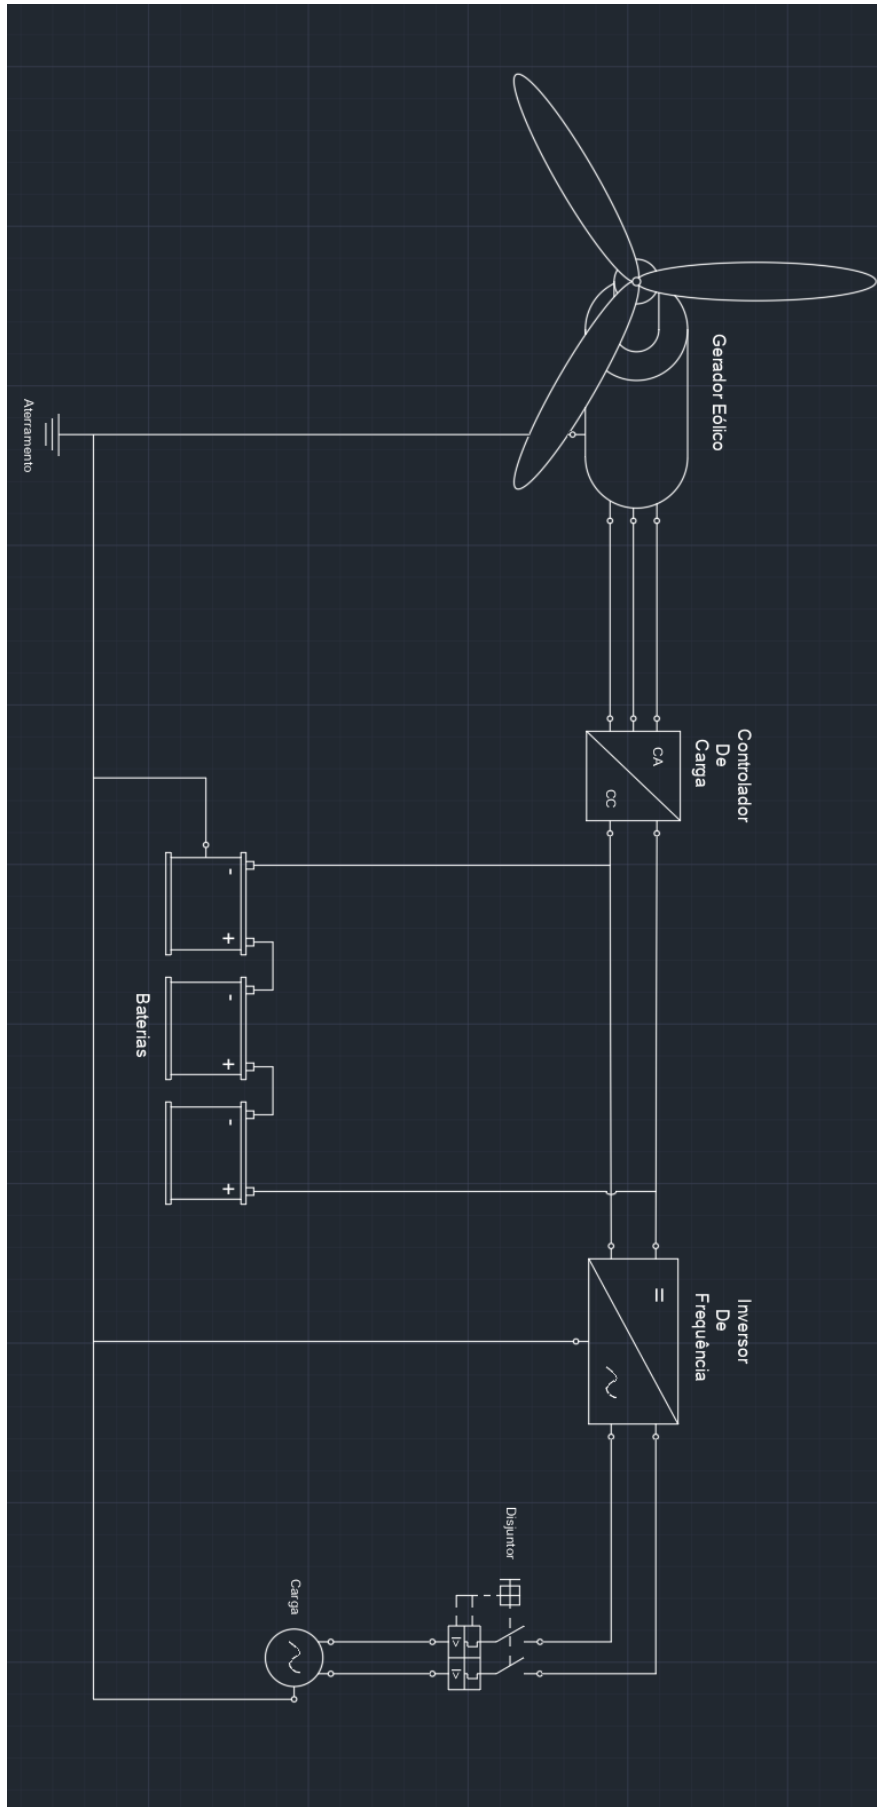 Gerador Eólico
Aterramento
Controlador
De
Carga
CA
CC
-
+
-
+
-
+
Baterias
Inversor
De
Frequência
=
~
Disjuntor
Carga
~